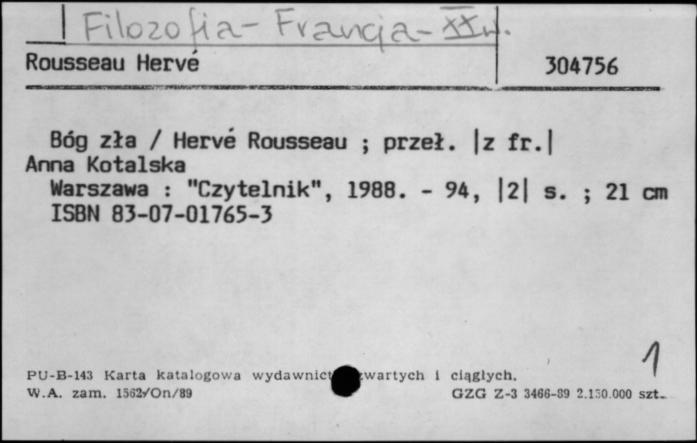 Filozofia - Francja - XX w.
Rousseau Hervé 304756
Bóg zła / Hervé Rousseau ; przeł. |z fr.|
Anna Kotalska
Warszawa : "Czytelnik", 1988. - 94, |2| s. ; 21 cm
ISBN 83-07-01765-3
1
PU-B-143 Karta katalogowa wydawnict wartych i ciągłych.
W.A. zam. 1562/On/89 GZG Z-3 3466-89 2.150.000 szt.